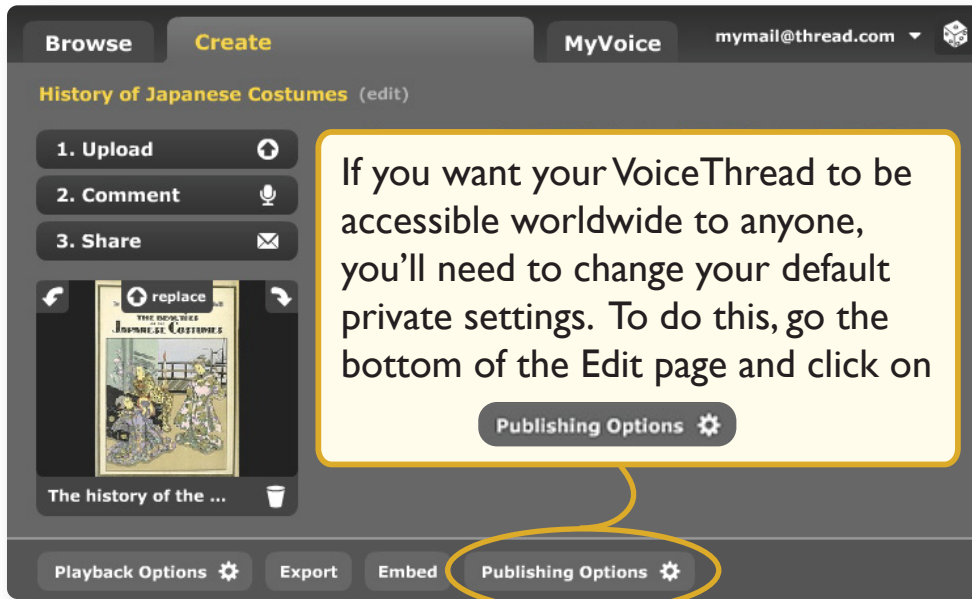 Browse
Create
MyVoice
mymail@thread.com
History of Japanese Costumes (edit)
1. Upload
2. Comment
3. Share
replace
THE BEAUTIES
JAPANESE COSTUMES
The history of the ...
If you want your VoiceThread to be
accessible worldwide to anyone,
you’ll need to change your default
private settings. To do this, go the
bottom of the Edit page and click on
Publishing Options
Playback Options
Export
Embed
Publishing Options